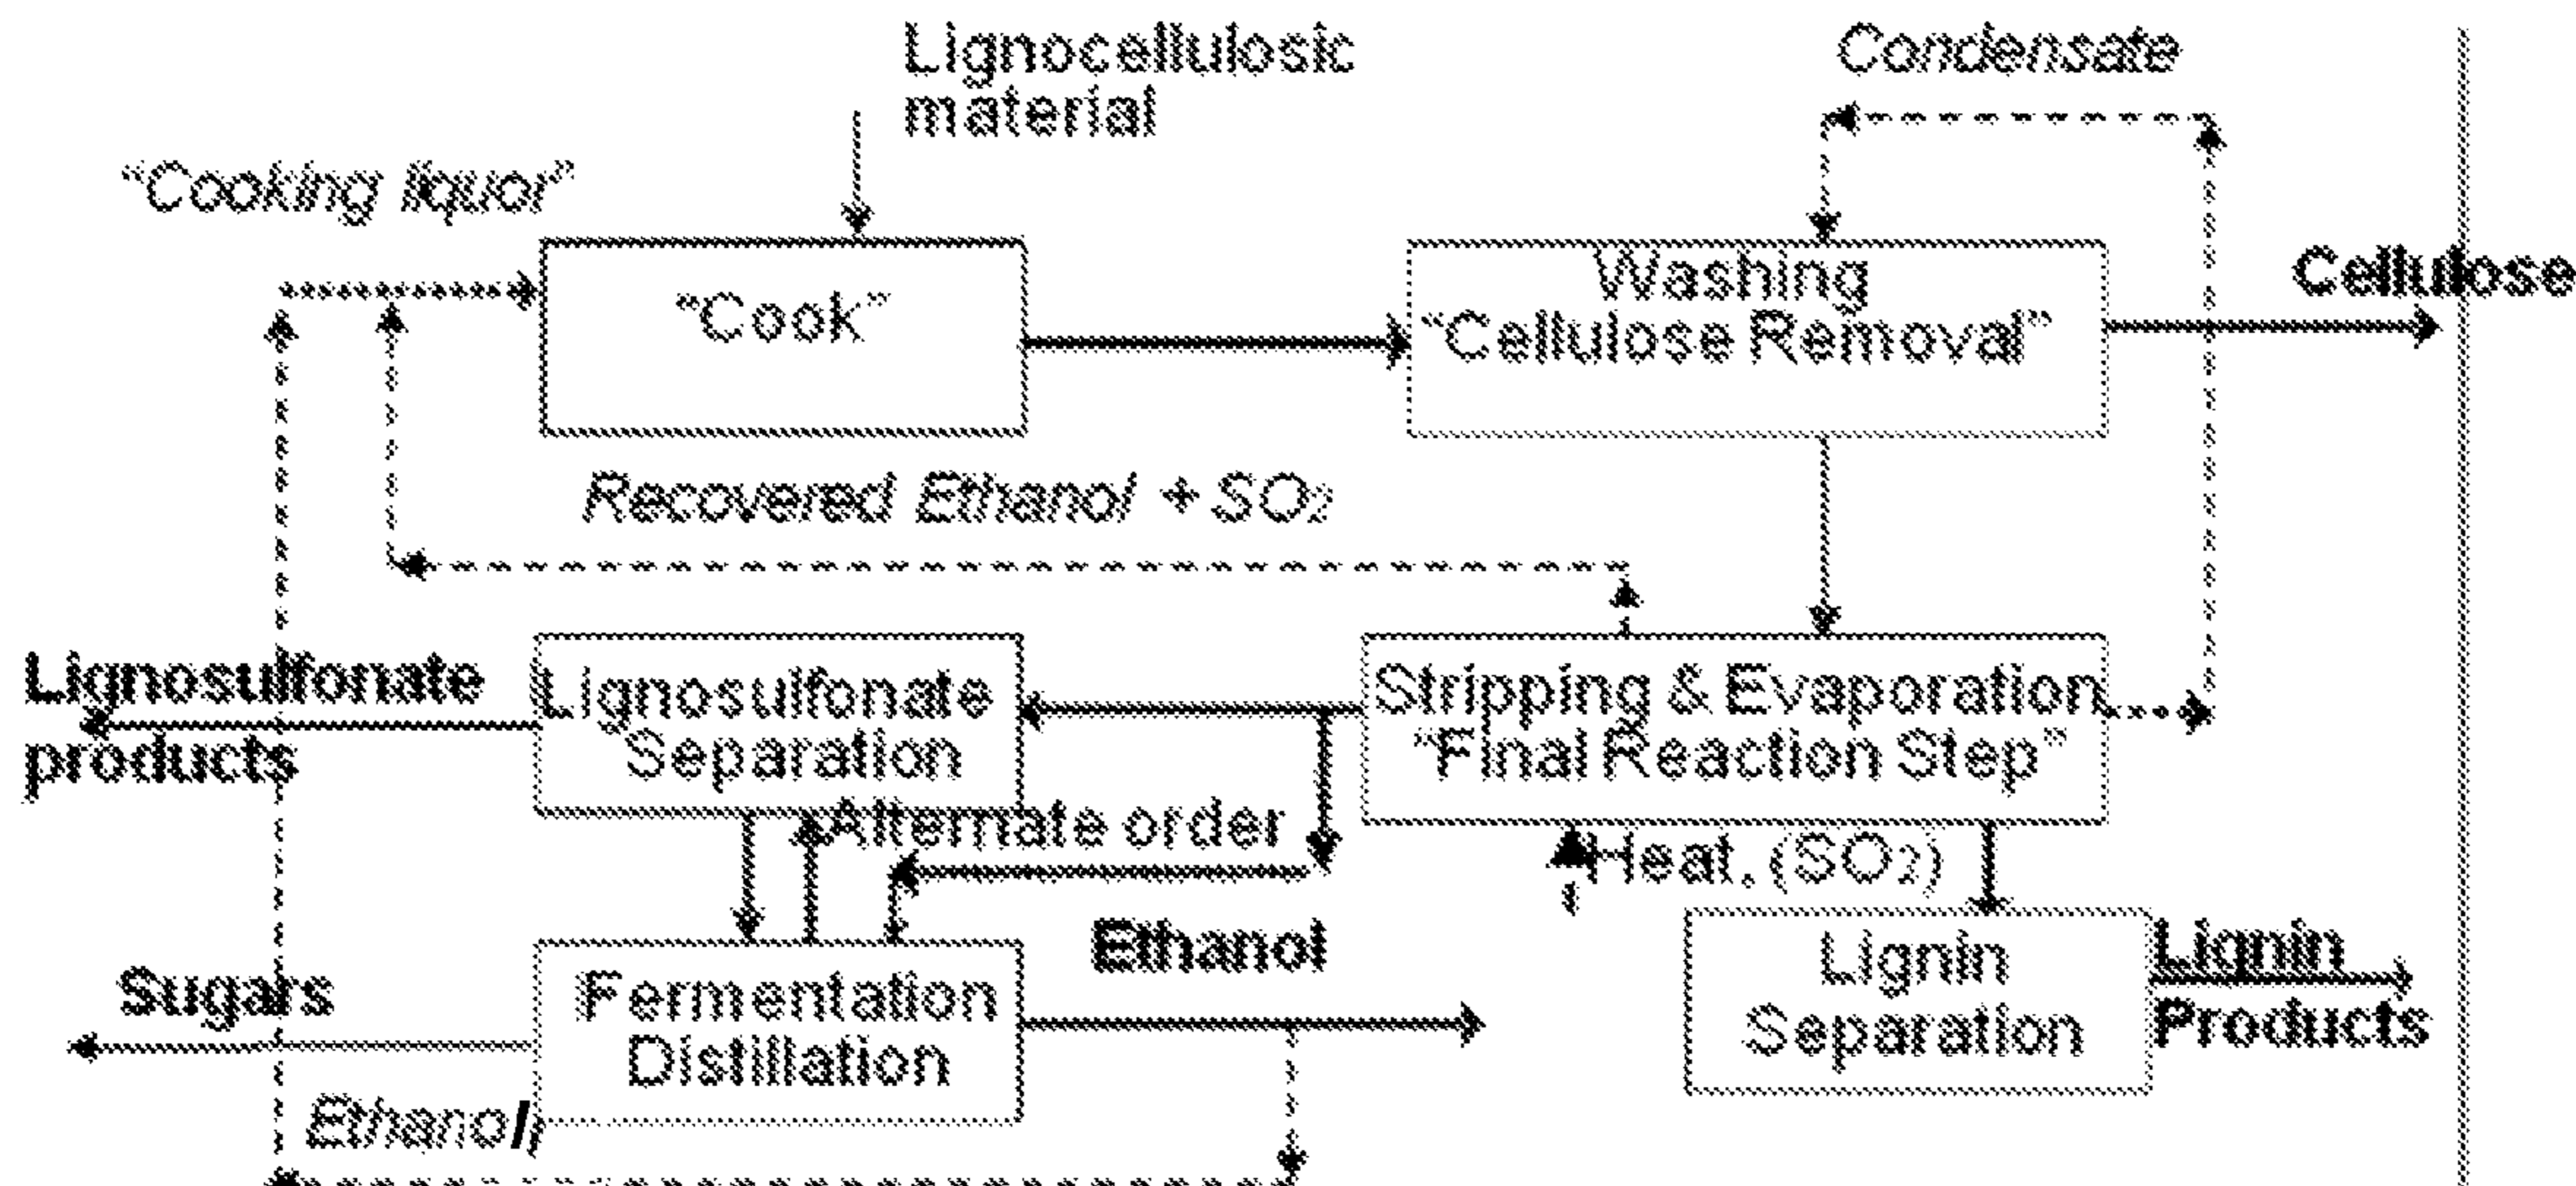 Lignocellulosic
material
Condensate
"Cooking liquor"
"Cook"
Washing
"Cellulose Removal"
Cellulose
Recovered Ethanol + SO₂
Lignosulfonate
products
Lignosulfonate
Separation
Stripping & Evaporation
"Final Reaction Step"
Alternate order
Heat. (SO₂)
Sugars
Fermentation
Distillation
Ethanol
Lignin
Separation
Lignin
Products
Ethanol